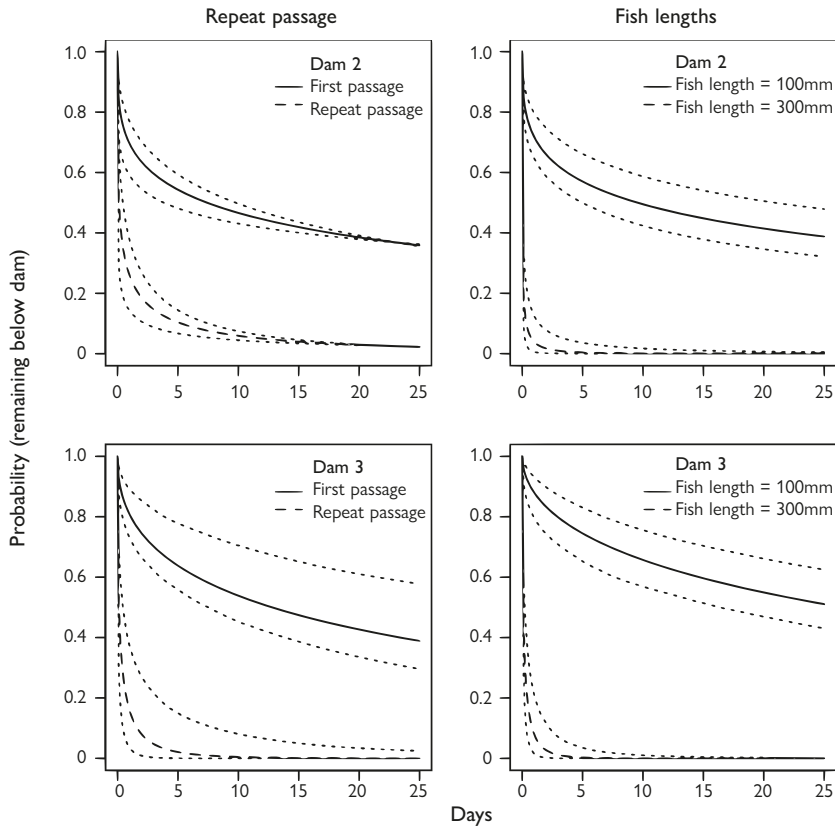 Repeat passage
Fish lengths
Probability (remaining below dam)
1.0
0.8
0.6
0.4
0.2
0
Dam 2
First passage
Repeat passage
0 5 10 15 20 25
1.0
0.8
0.6
0.4
0.2
0
Dam 2
Fish length = 100mm
Fish length = 300mm
0 5 10 15 20 25
1.0
0.8
0.6
0.4
0.2
0
Dam 3
First passage
Repeat passage
0 5 10 15 20 25
1.0
0.8
0.6
0.4
0.2
0
Dam 3
Fish length = 100mm
Fish length = 300mm
0 5 10 15 20 25
Days